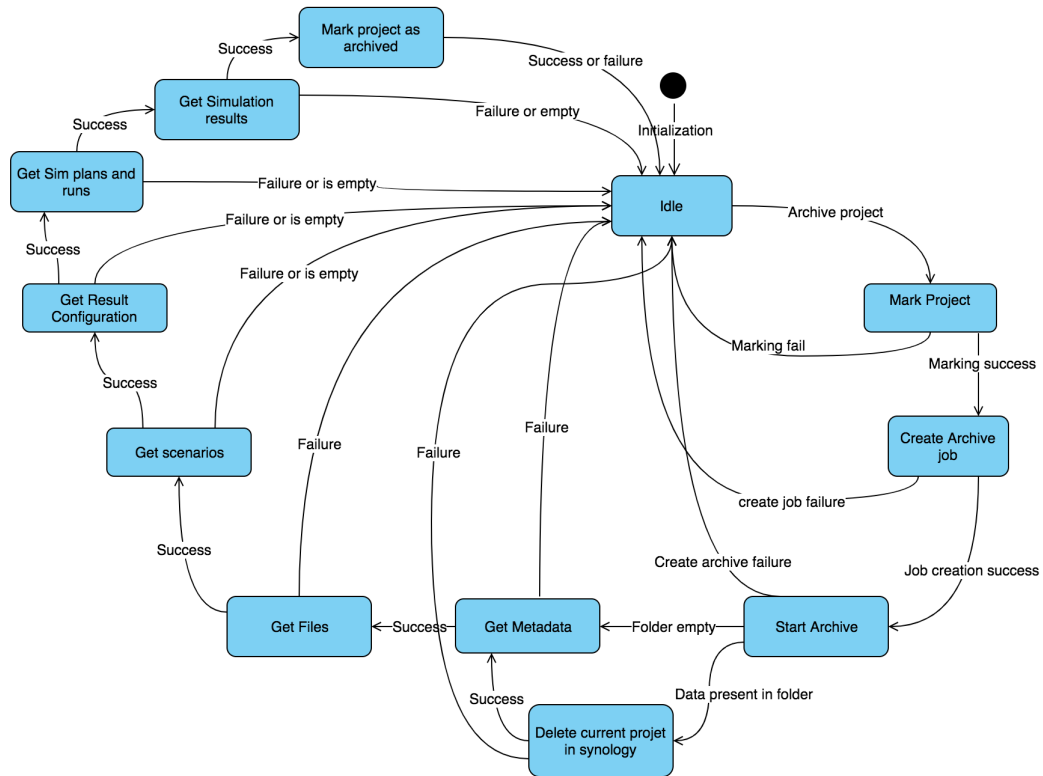 Mark project as
archived
Success
Success or failure
Get Simulation
results
Failure or empty
Success
Initialization
Get Sim plans and
runs
Failure or is empty
Idle
Archive project
Failure or is empty
Success
Failure or is empty
Get Result
Configuration
Mark Project
Marking fail
Marking success
Success
Get scenarios
Failure
Failure
Failure
Create Archive
job
create job failure
Success
Create archive failure
Job creation success
Get Files
Success
Get Metadata
Folder empty
Start Archive
Success
Data present in folder
Delete current projet
in synology